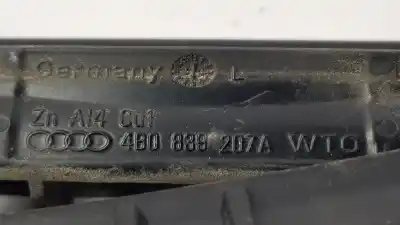 Germany L
Zn Al4 Cu1
4B0 839 207A WTO